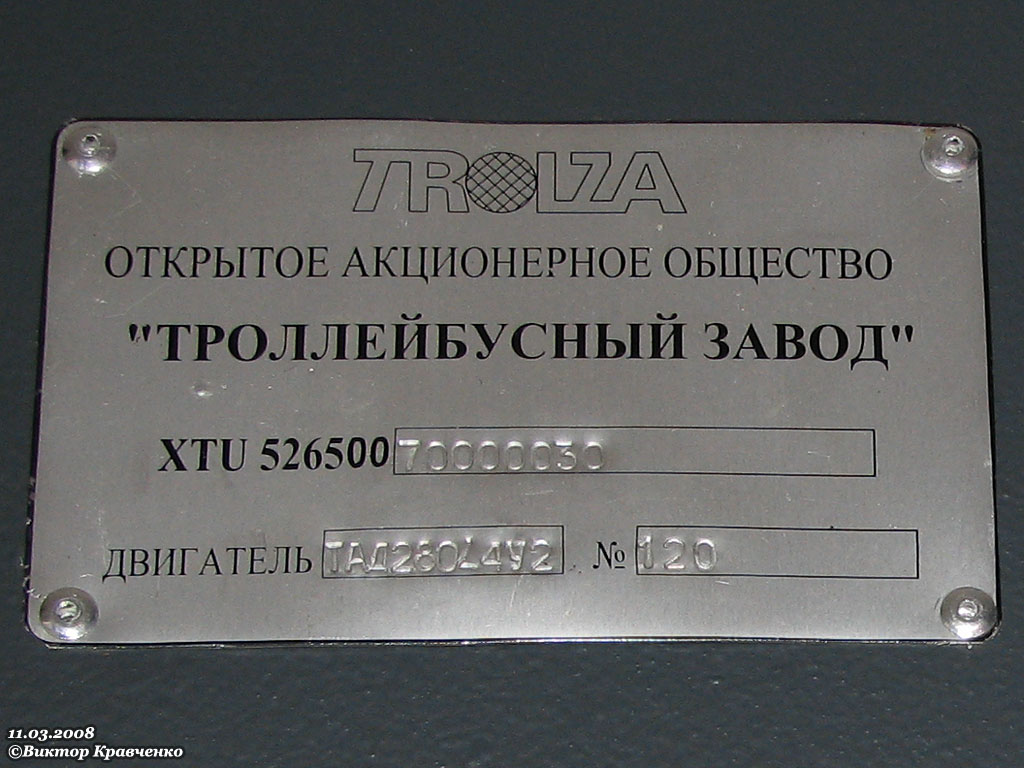 TROLZA
ОТКРЫТОЕ АКЦИОНЕРНОЕ ОБЩЕСТВО
"ТРОЛЛЕЙБУСНЫЙ ЗАВОД"
XTU 526500 70000030
ДВИГАТЕЛЬ ТАД280L4У2 № 120
11.03.2008
©Виктор Кравченко